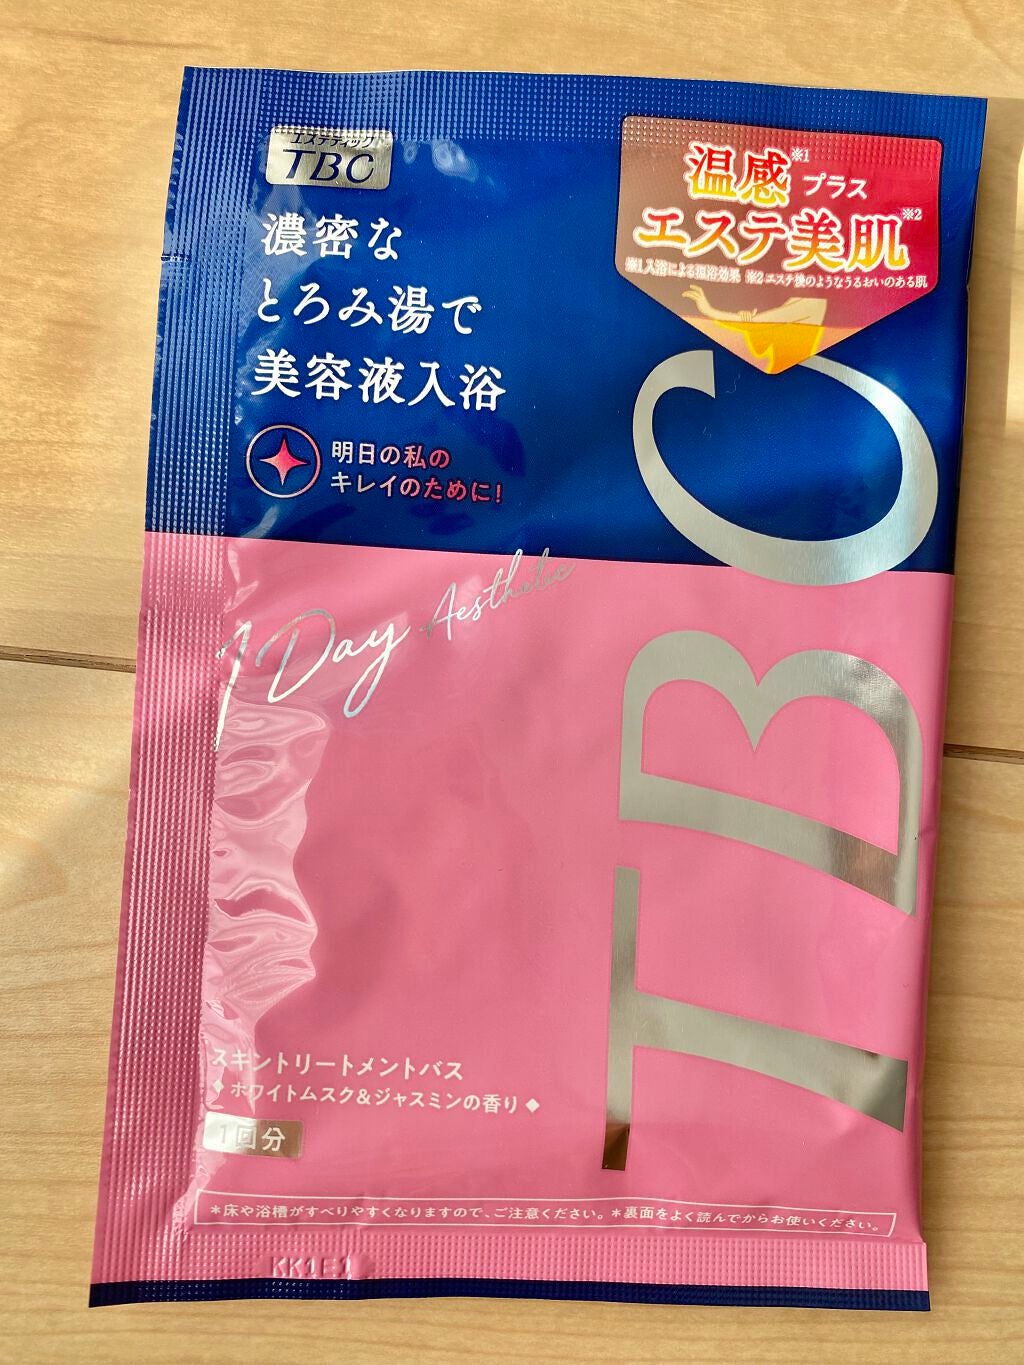 エステティック
TBC
濃密な
とろみ湯で
美容液入浴
明日の私の
キレイのために!
温感※1 プラス
エステ美肌※2
※1 入浴による温浴効果 ※2 エステ後のようなうるおいのある肌
1 Day Aesthetic
TBC
スキントリートメントバス
◆ ホワイトムスク&ジャスミンの香り ◆
1回分
*床や浴槽がすべりやすくなりますので、ご注意ください。*裏面をよく読んでからお使いください。
KK1E1